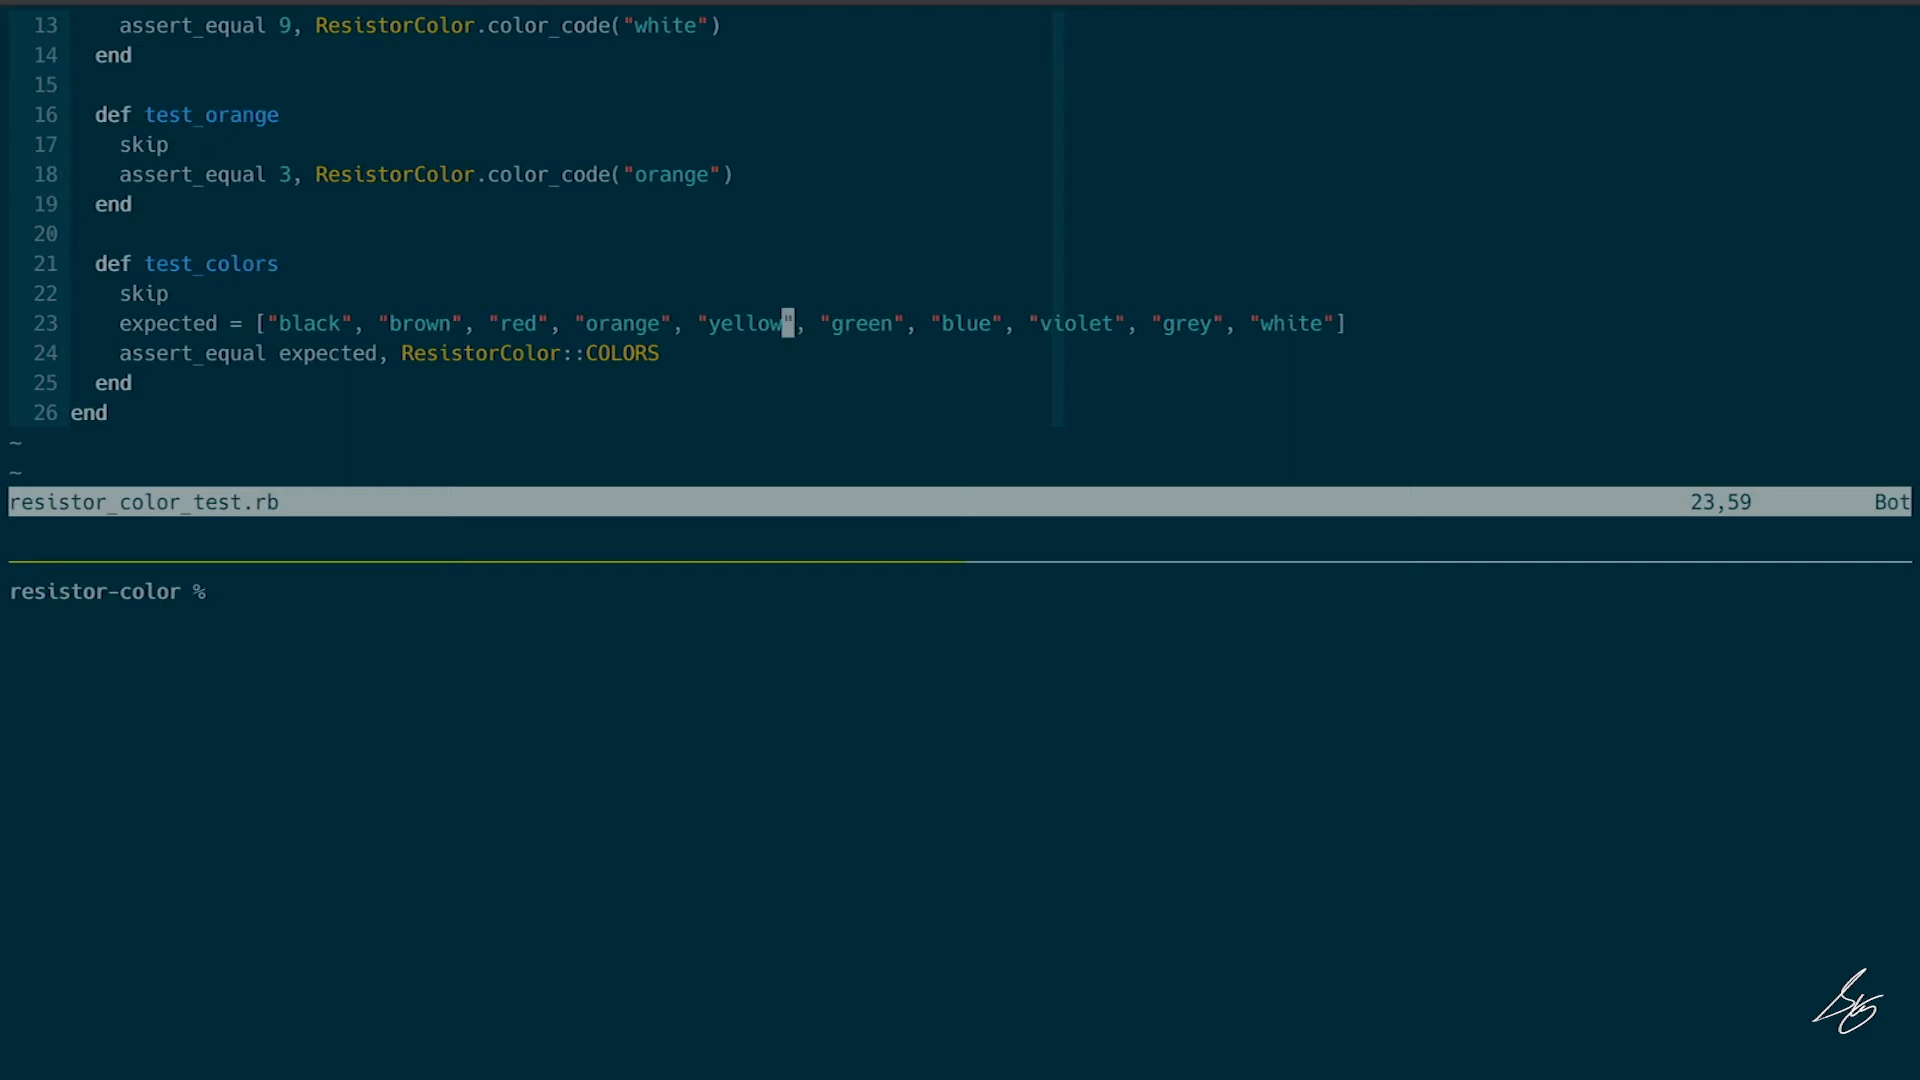 13     assert_equal 9, ResistorColor.color_code("white")
14   end
15
16   def test_orange
17     skip
18     assert_equal 3, ResistorColor.color_code("orange")
19   end
20
21   def test_colors
22     skip
23     expected = ["black", "brown", "red", "orange", "yellow", "green", "blue", "violet", "grey", "white"]
24     assert_equal expected, ResistorColor::COLORS
25   end
26 end
~
~
resistor_color_test.rb 23,59 Bot
resistor-color %